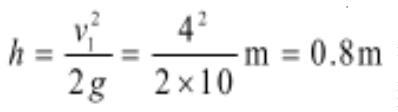 h = v₁²/2g = 4²/2×10 m = 0.8m